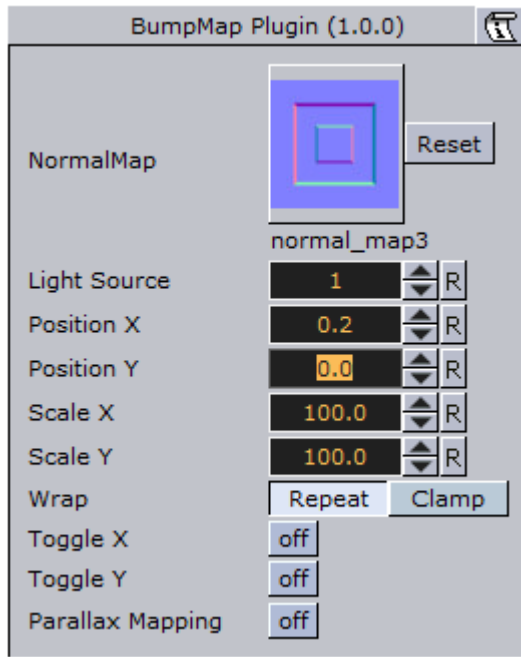 BumpMap Plugin (1.0.0)
NormalMap
Reset
normal_map3
Light Source 1 R
Position X 0.2 R
Position Y 0.0 R
Scale X 100.0 R
Scale Y 100.0 R
Wrap Repeat Clamp
Toggle X off
Toggle Y off
Parallax Mapping off